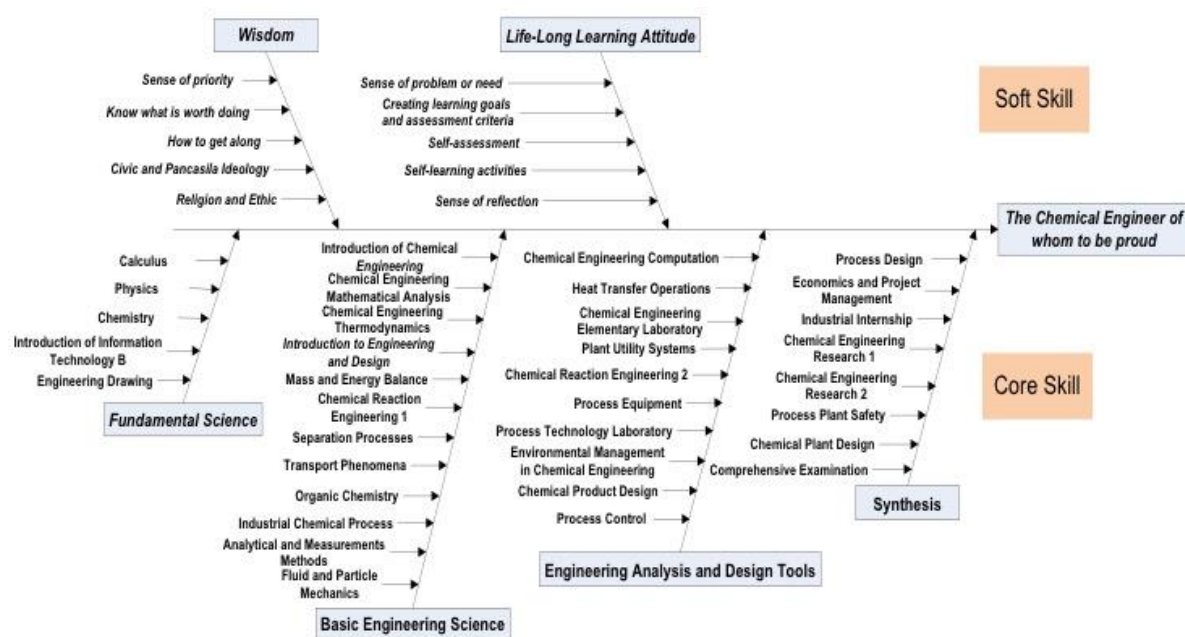 Wisdom
Sense of priority
Know what is worth doing
How to get along
Civic and Pancasila Ideology
Religion and Ethic
Life-Long Learning Attitude
Sense of problem or need
Creating learning goals
and assessment criteria
Self-assessment
Self-learning activities
Sense of reflection
Soft Skill
The Chemical Engineer of
whom to be proud
Calculus
Physics
Chemistry
Introduction of Information
Technology B
Engineering Drawing
Fundamental Science
Introduction of Chemical
Engineering
Chemical Engineering
Mathematical Analysis
Chemical Engineering
Thermodynamics
Introduction to Engineering
and Design
Mass and Energy Balance
Chemical Reaction
Engineering 1
Separation Processes
Transport Phenomena
Organic Chemistry
Industrial Chemical Process
Analytical and Measurements
Methods
Fluid and Particle
Mechanics
Basic Engineering Science
Chemical Engineering Computation
Heat Transfer Operations
Chemical Engineering
Elementary Laboratory
Plant Utility Systems
Chemical Reaction Engineering 2
Process Equipment
Process Technology Laboratory
Environmental Management
in Chemical Engineering
Chemical Product Design
Process Control
Engineering Analysis and Design Tools
Process Design
Economics and Project
Management
Industrial Internship
Chemical Engineering
Research 1
Chemical Engineering
Research 2
Process Plant Safety
Chemical Plant Design
Comprehensive Examination
Synthesis
Core Skill